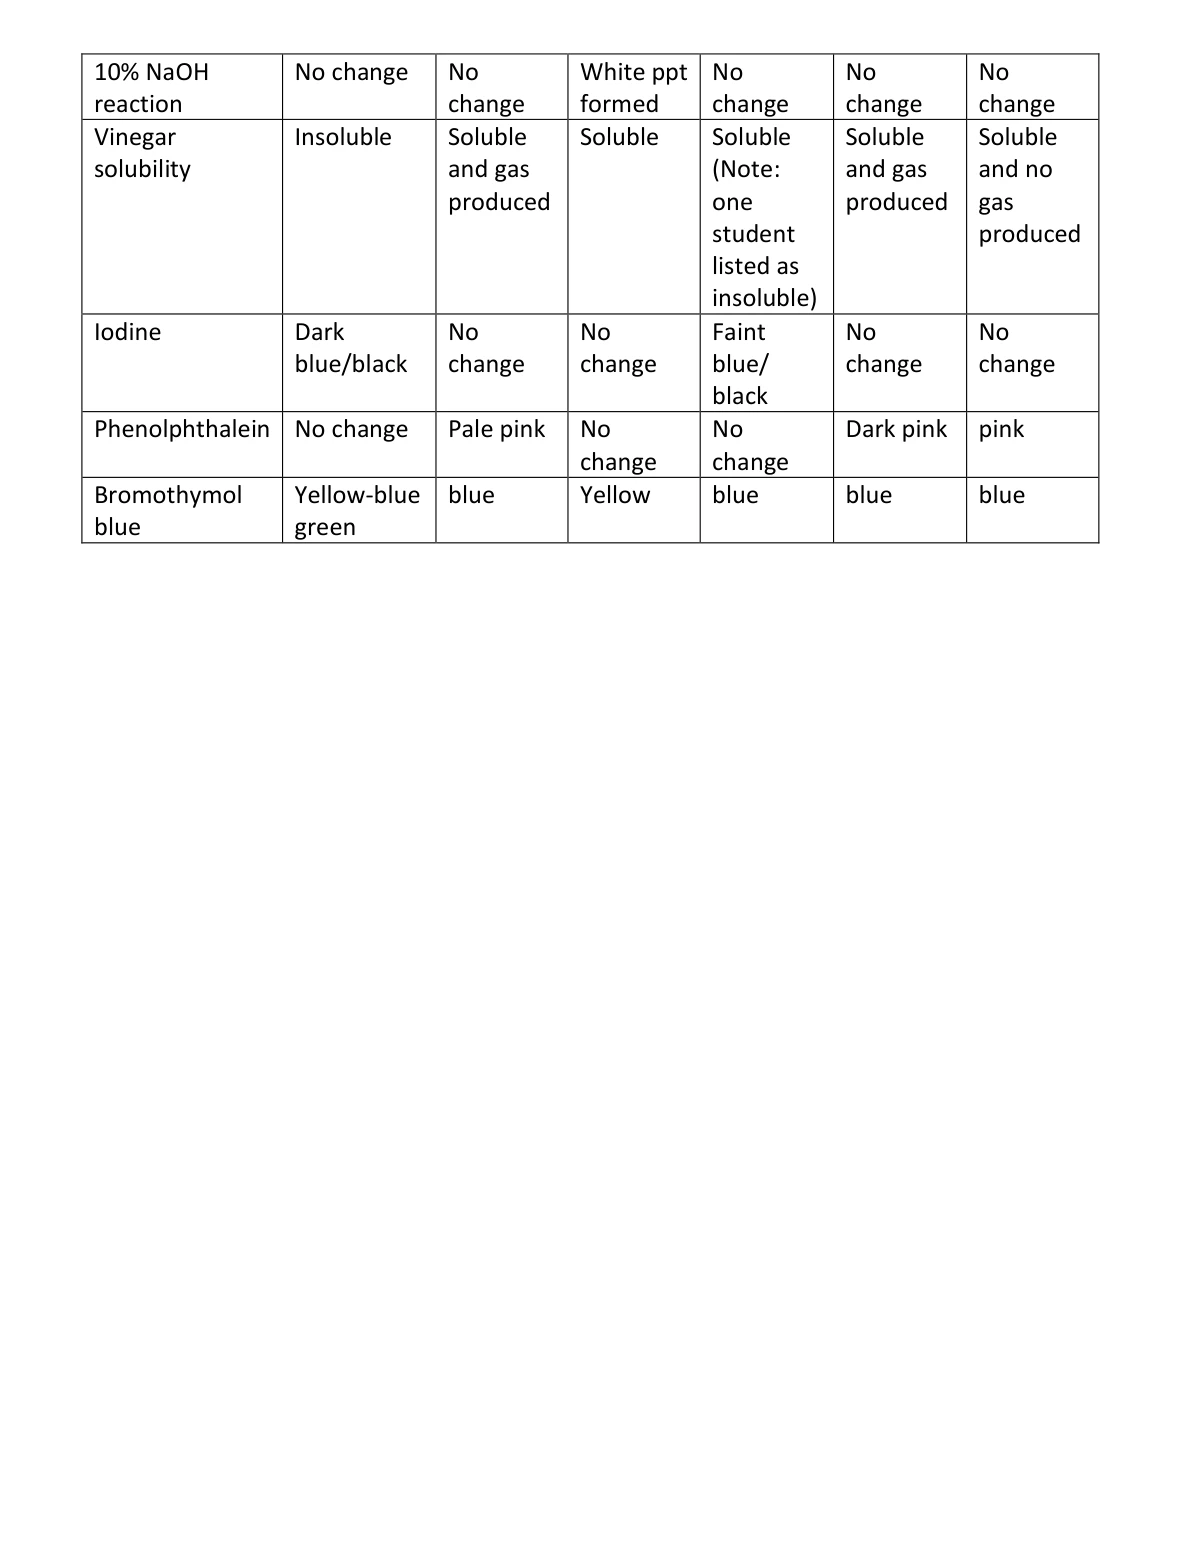 10% NaOH No change No White ppt No No No
reaction change formed change change change
Vinegar Insoluble Soluble Soluble Soluble Soluble Soluble
solubility and gas (Note: and gas and no
produced one produced gas
student produced
listed as
insoluble)
Iodine Dark No No Faint No No
blue/black change change blue/ change change
black
Phenolphthalein No change Pale pink No No Dark pink pink
change change
Bromothymol Yellow-blue blue Yellow blue blue blue
blue green